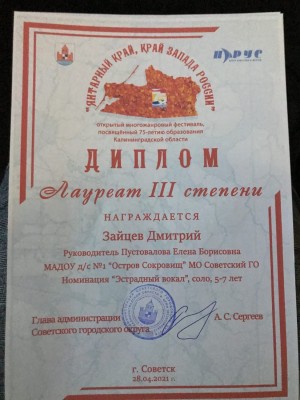 ПАРУС
"ЯНТАРНЫЙ КРАЙ, КРАЙ ЗАПАДА РОССИИ"
открытый многожанровый фестиваль,
посвящённый 75-летию образования
Калининградской области
ДИПЛОМ
Лауреат III степени
НАГРАЖДАЕТСЯ
Зайцев Дмитрий
Руководитель Пустовалова Елена Борисовна
МАДОУ д/с №1 "Остров Сокровищ" МО Советский ГО
Номинация "Эстрадный вокал", соло, 5-7 лет
Глава администрации
Советского городского округа
А. С. Сергеев
г. Советск
28.04.2021 г.